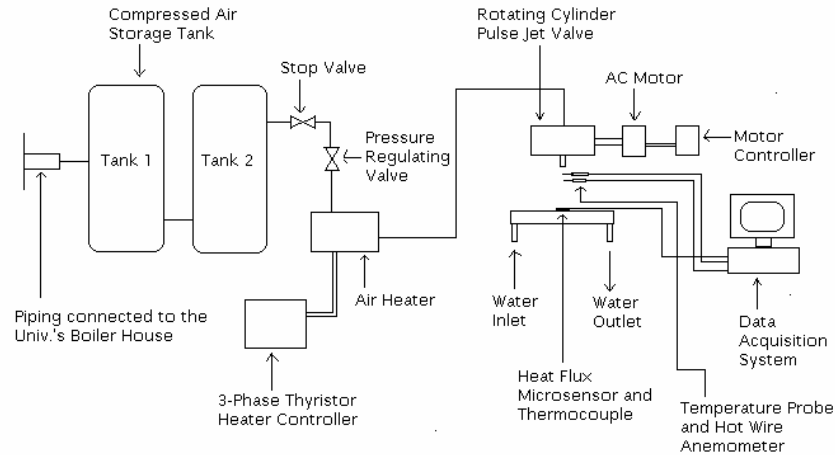 Compressed Air
Storage Tank
Rotating Cylinder
Pulse Jet Valve
Stop Valve
AC Motor
Tank 1
Tank 2
Pressure
Regulating
Valve
Motor
Controller
Air Heater
Piping connected to the
Univ.'s Boiler House
3-Phase Thyristor
Heater Controller
Water
Inlet
Water
Outlet
Heat Flux
Microsensor and
Thermocouple
Data
Acquisition
System
Temperature Probe
and Hot Wire
Anemometer